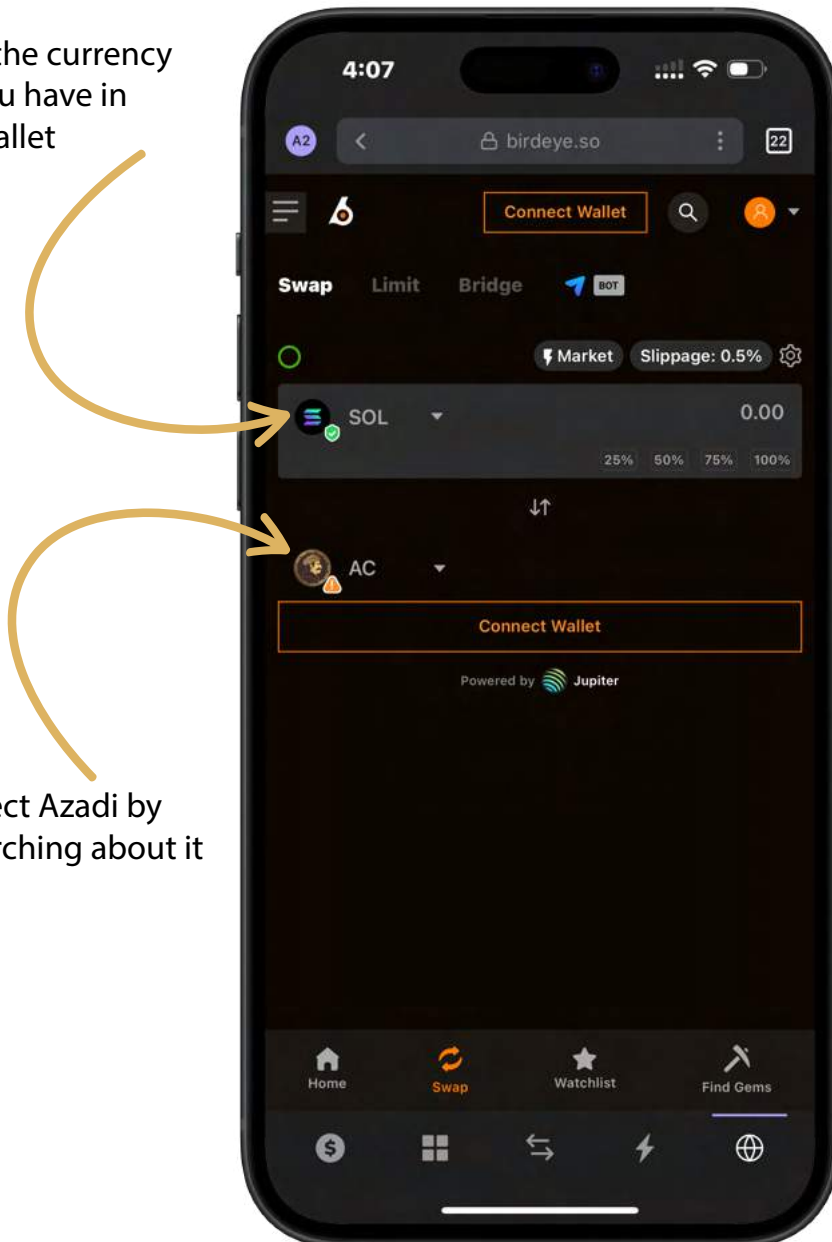 the currency
u have in
allet
4:07
A2
birdeye.so
22
Connect Wallet
Swap Limit Bridge BOT
Market Slippage: 0.5%
SOL 0.00
25% 50% 75% 100%
AC
Connect Wallet
Powered by Jupiter
ect Azadi by
rching about it
Home Swap Watchlist Find Gems